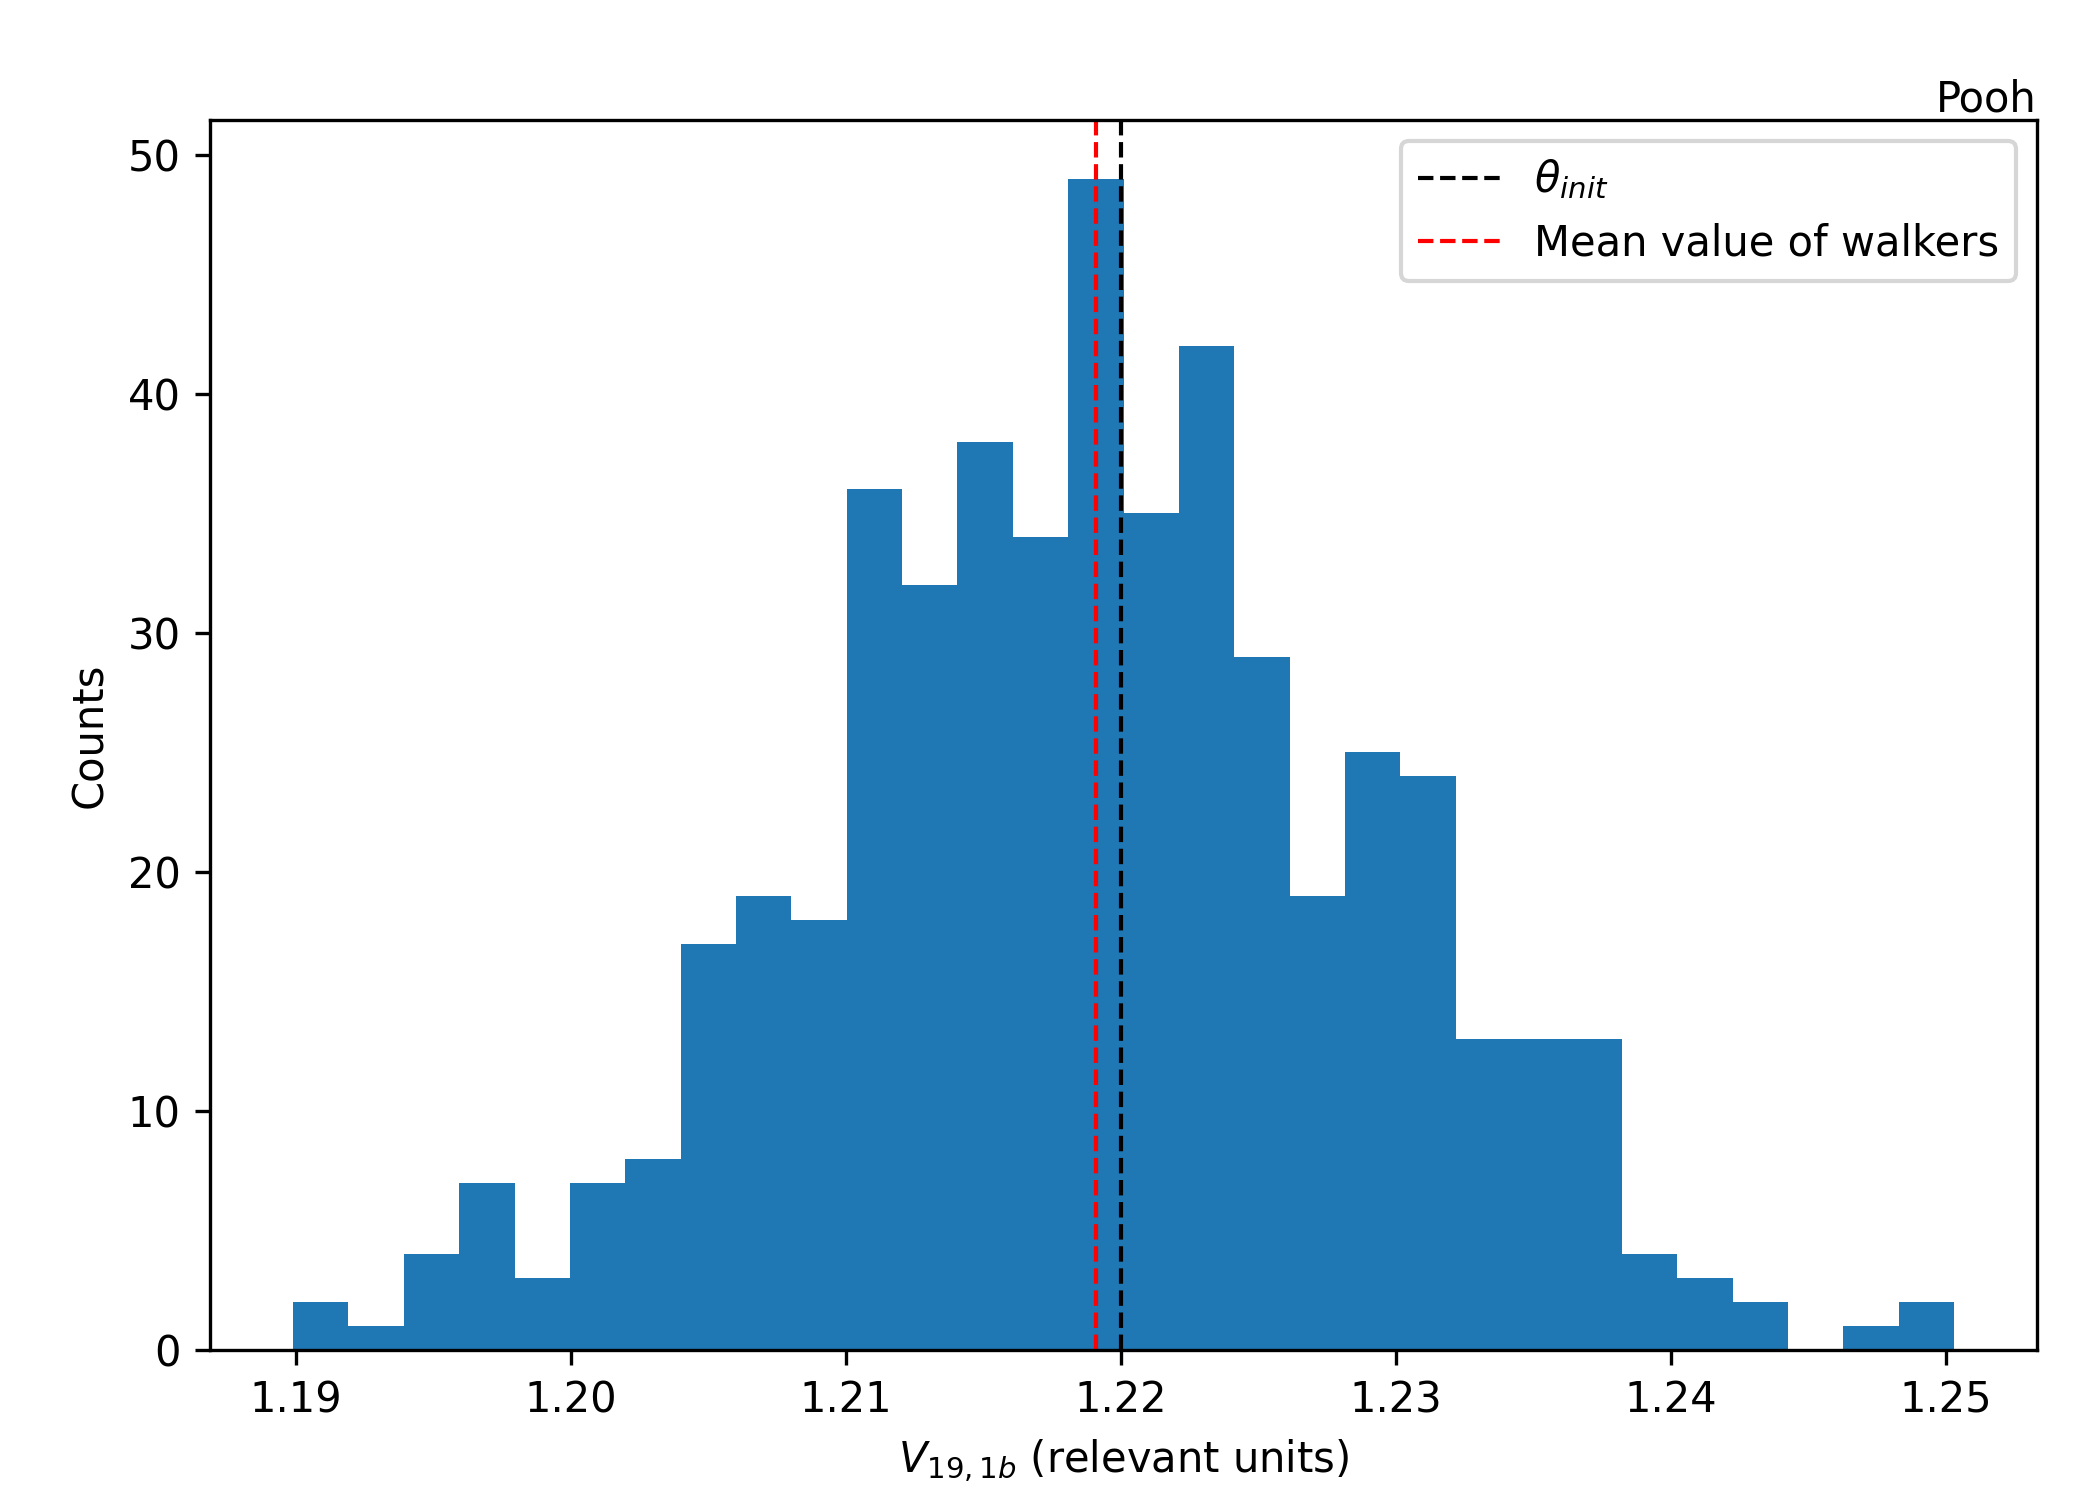 Pooh
θinit
Mean value of walkers
50
40
30
20
10
0
Counts
1.19 1.20 1.21 1.22 1.23 1.24 1.25
V19, 1b (relevant units)